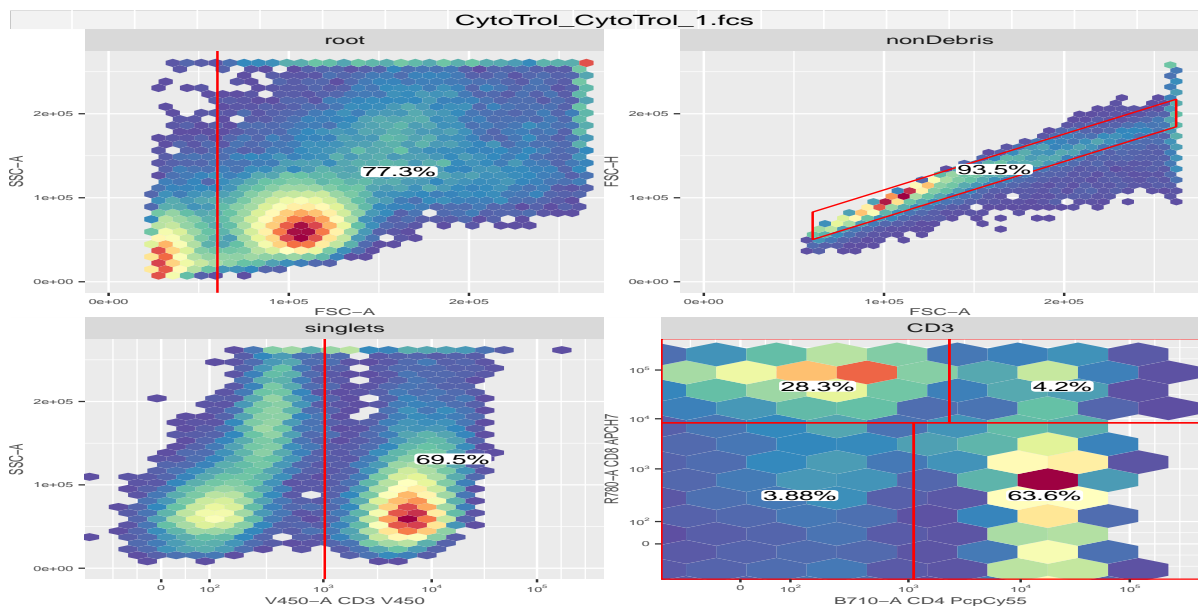 CytoTrol_CytoTrol_1.fcs
root
nonDebris
SSC-A
2e+05
1e+05
0e+00
77.3%
0e+00 1e+05 2e+05
FSC-A
FSC-H
2e+05
1e+05
0e+00
93.5%
0e+00 1e+05 2e+05
FSC-A
singlets
CD3
SSC-A
2e+05
1e+05
0e+00
69.5%
0 10² 10³ 10⁴ 10⁵
V450-A CD3 V450
R780-A CD8 APCH7
10⁵
10⁴
10³
10²
0
28.3% 4.2%
3.88% 63.6%
0 10³ 10⁴ 10⁵
B710-A CD4 PcpCy55